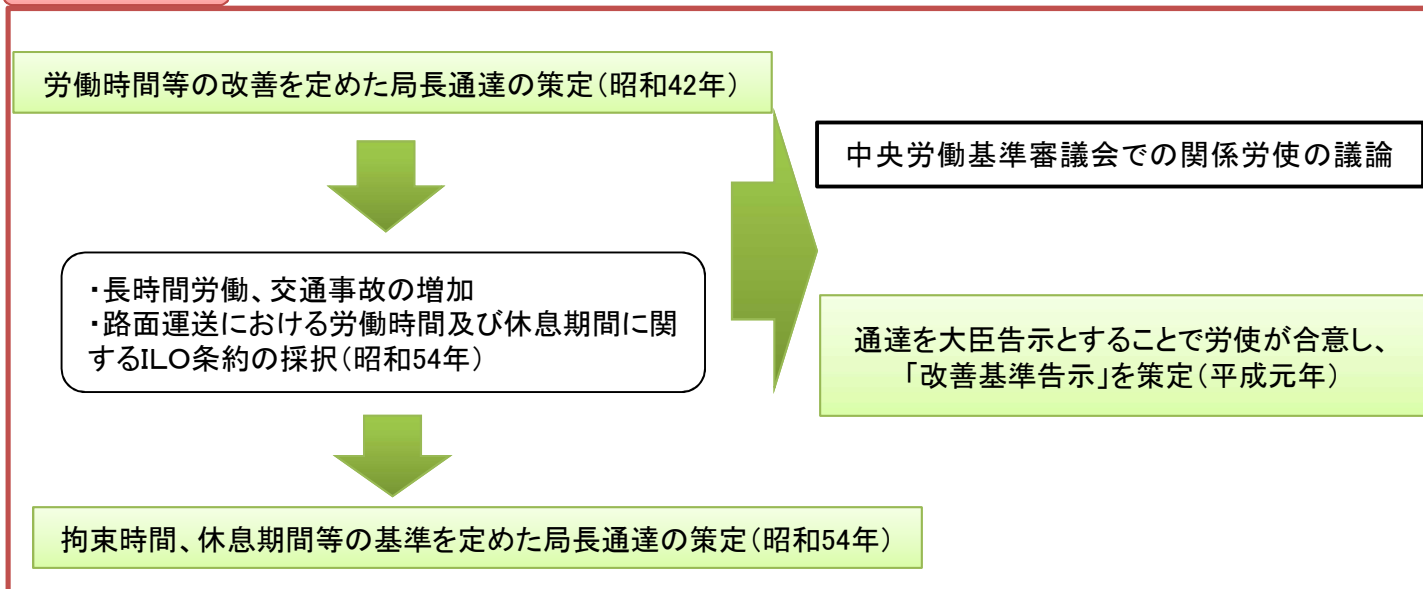 労働時間等の改善を定めた局長通達の策定(昭和42年)
・長時間労働、交通事故の増加
・路面運送における労働時間及び休息期間に関
するILO条約の採択(昭和54年)
拘束時間、休息期間等の基準を定めた局長通達の策定(昭和54年)
中央労働基準審議会での関係労使の議論
通達を大臣告示とすることで労使が合意し、
「改善基準告示」を策定(平成元年)